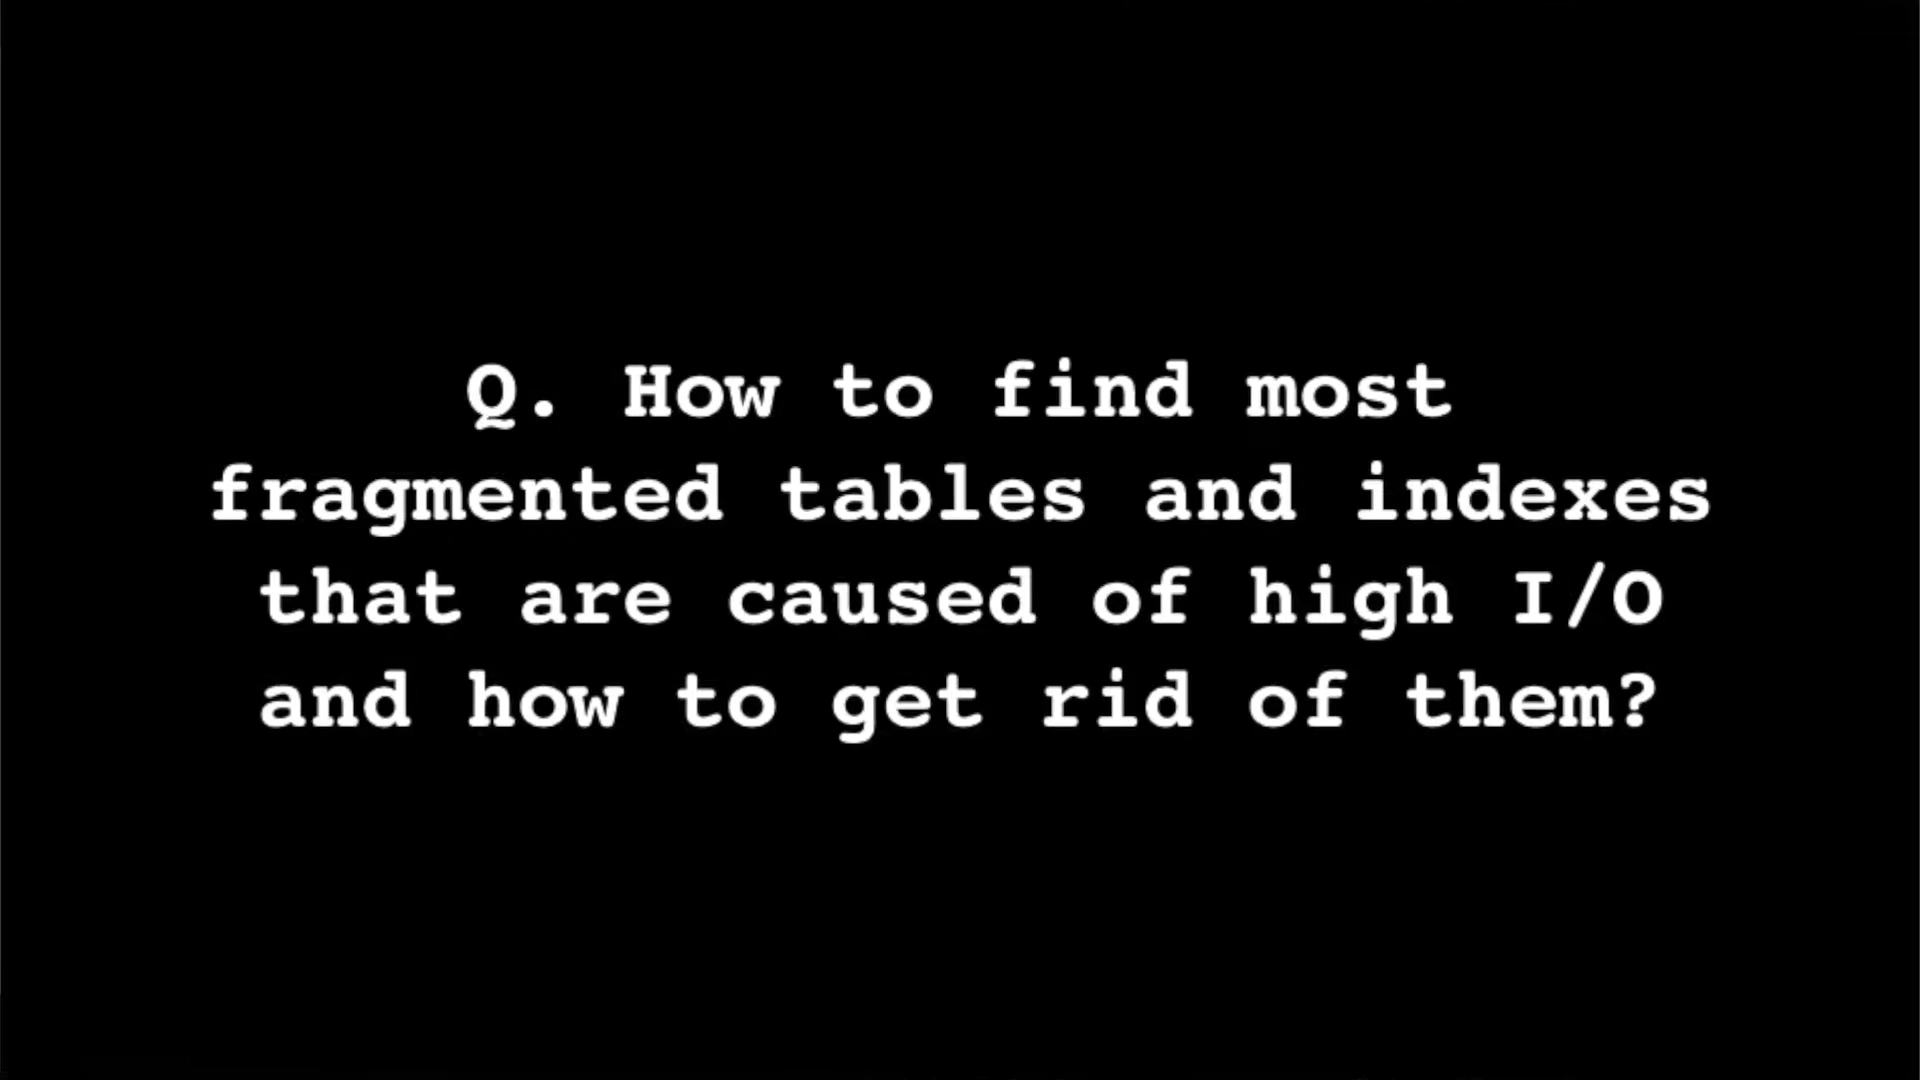 Q. How to find most
fragmented tables and indexes
that are caused of high I/O
and how to get rid of them?